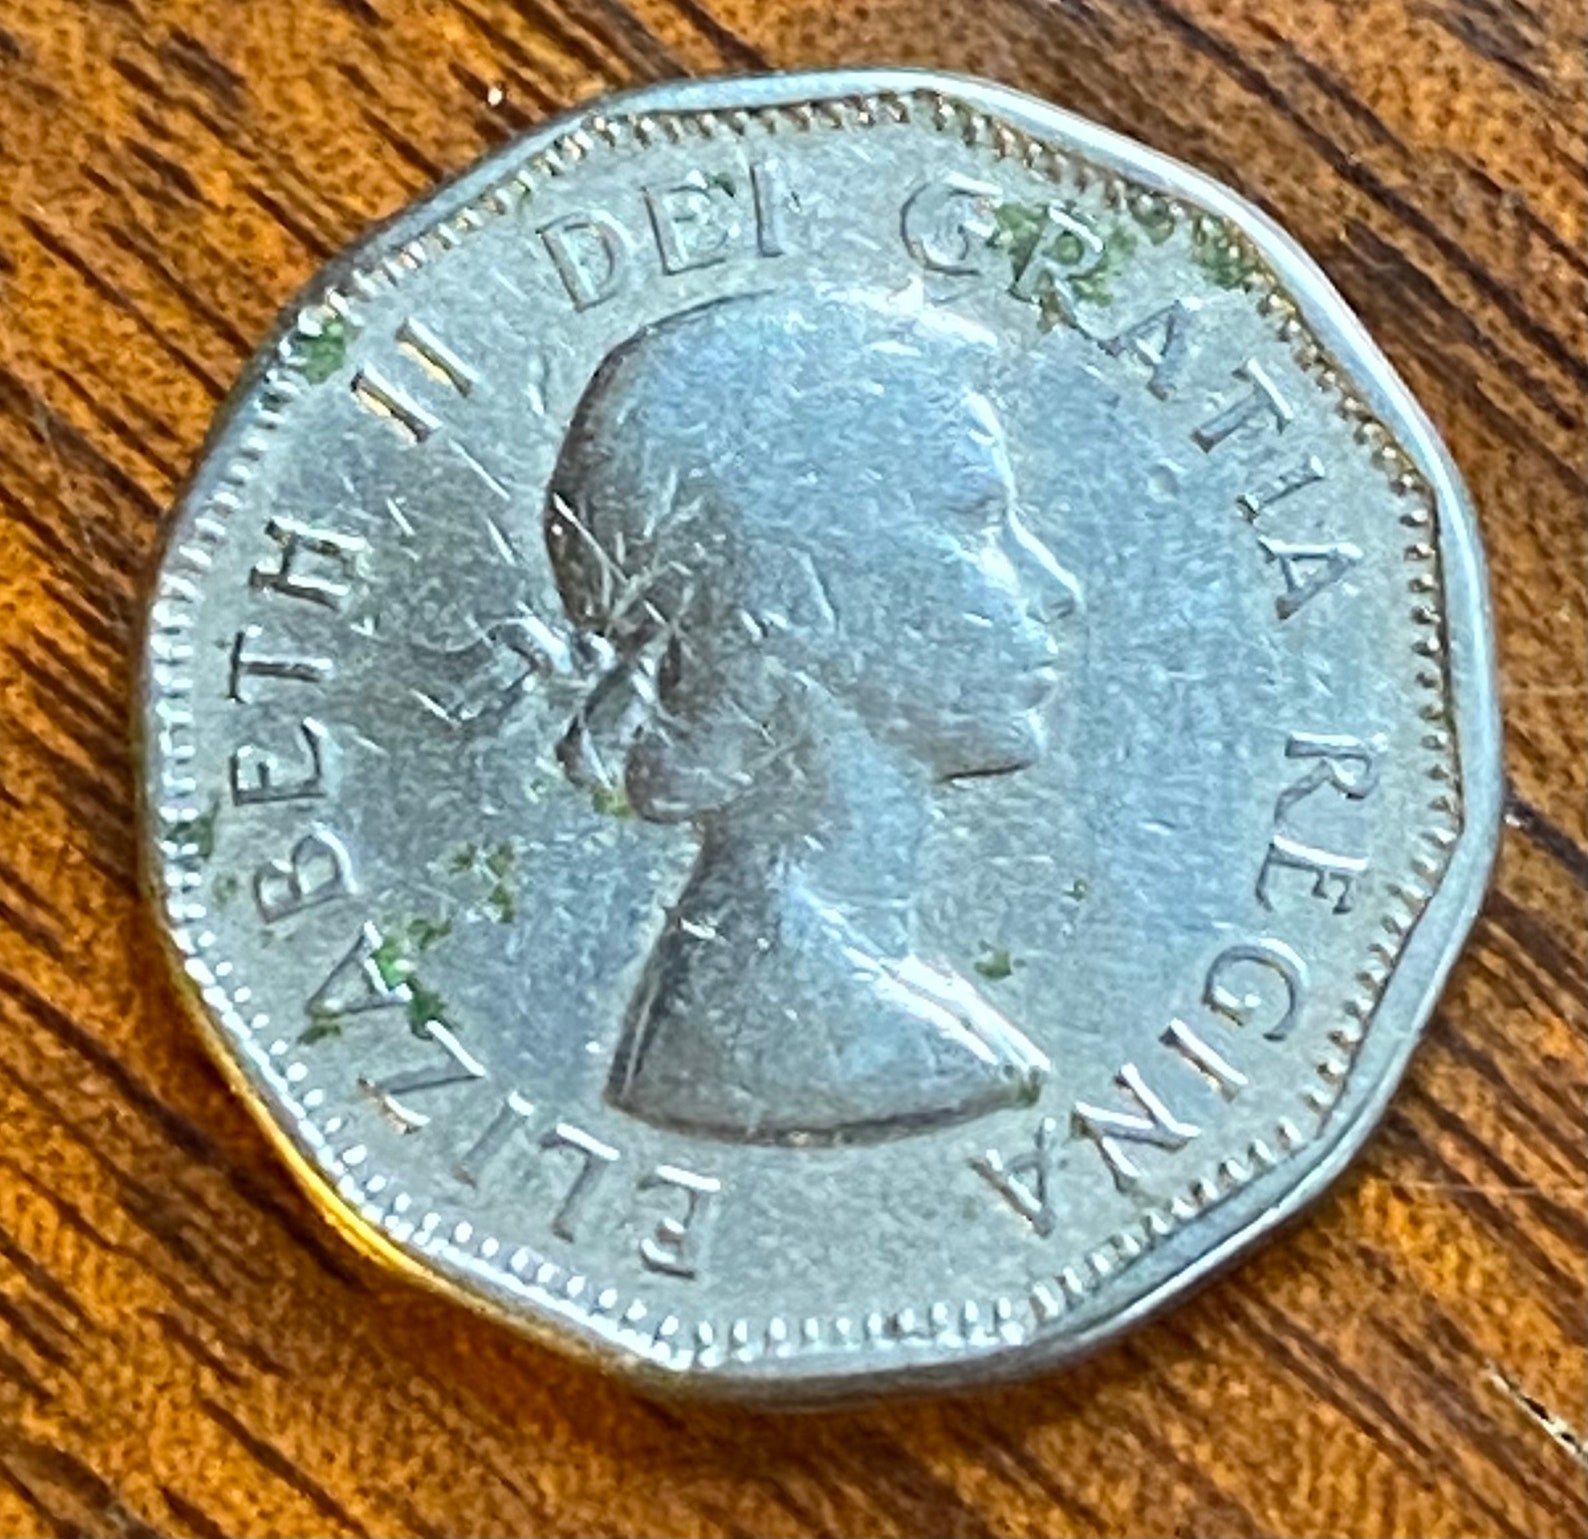 ELIZABETH II DEI GRATIA REGINA